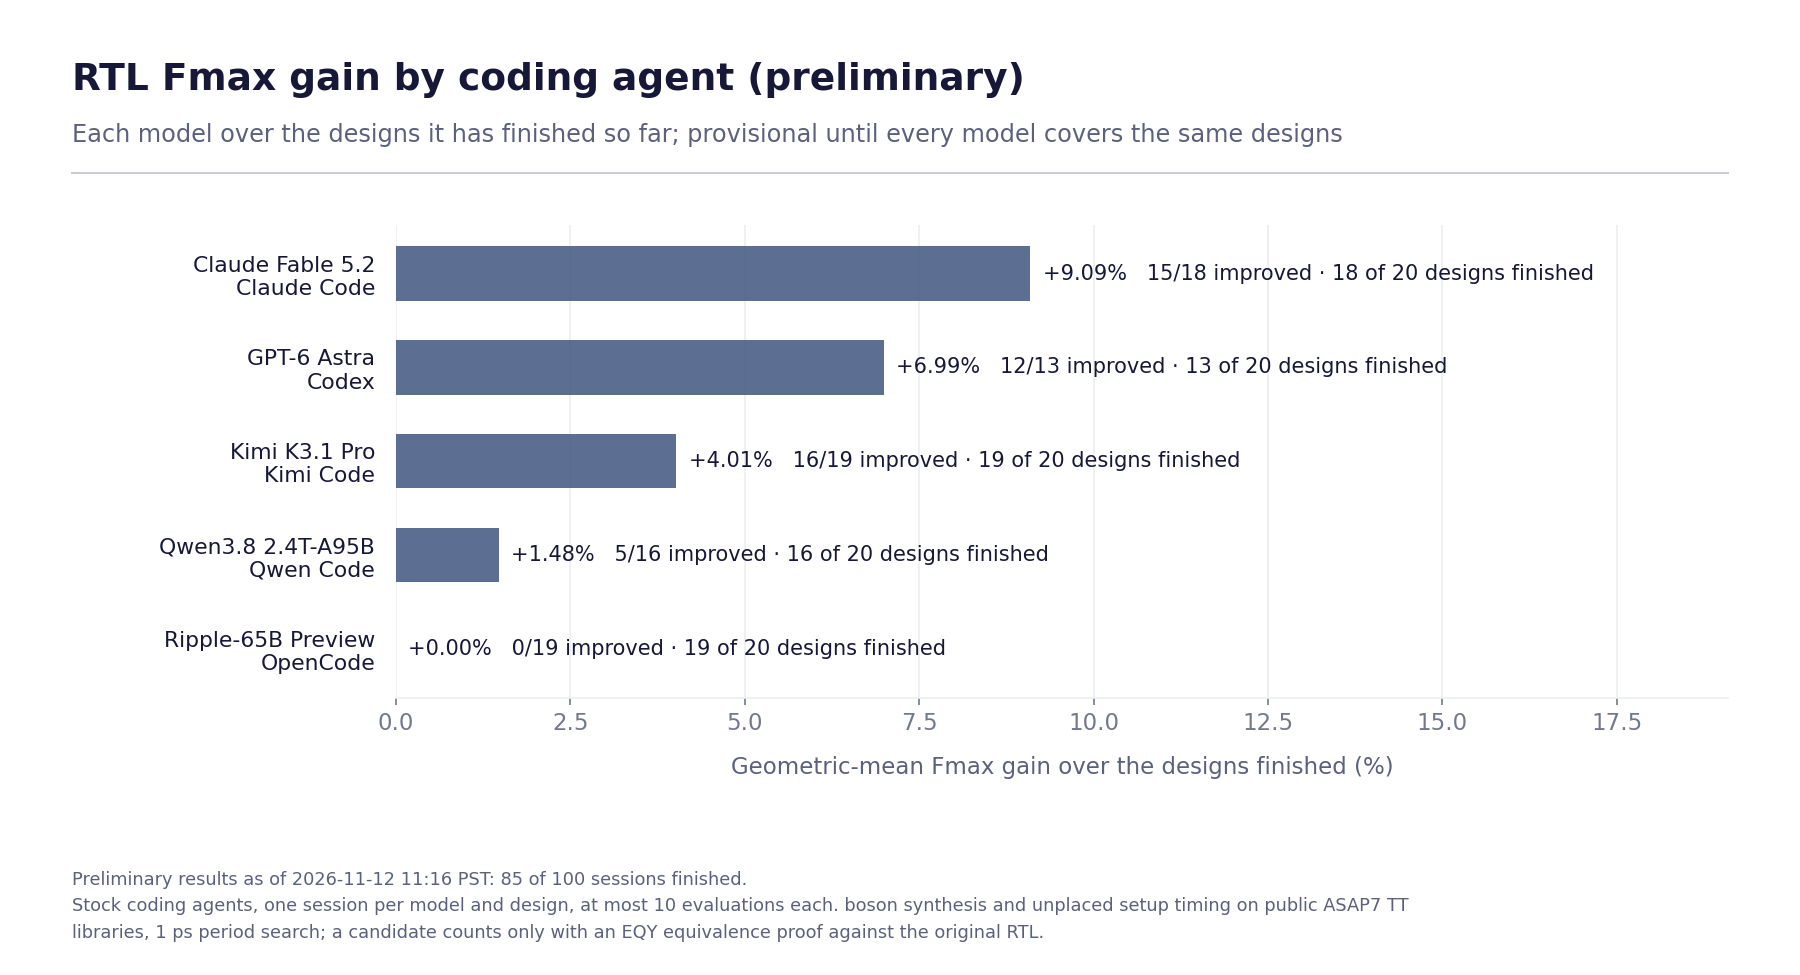 RTL Fmax gain by coding agent (preliminary)
Each model over the designs it has finished so far; provisional until every model covers the same designs
Claude Fable 5.2
Claude Code
+9.09%   15/18 improved · 18 of 20 designs finished
GPT-6 Astra
Codex
+6.99%   12/13 improved · 13 of 20 designs finished
Kimi K3.1 Pro
Kimi Code
+4.01%   16/19 improved · 19 of 20 designs finished
Qwen3.8 2.4T-A95B
Qwen Code
+1.48%   5/16 improved · 16 of 20 designs finished
Ripple-65B Preview
OpenCode
+0.00%   0/19 improved · 19 of 20 designs finished
0.0 2.5 5.0 7.5 10.0 12.5 15.0 17.5
Geometric-mean Fmax gain over the designs finished (%)
Preliminary results as of 2026-11-12 11:16 PST: 85 of 100 sessions finished.
Stock coding agents, one session per model and design, at most 10 evaluations each. boson synthesis and unplaced setup timing on public ASAP7 TT
libraries, 1 ps period search; a candidate counts only with an EQY equivalence proof against the original RTL.